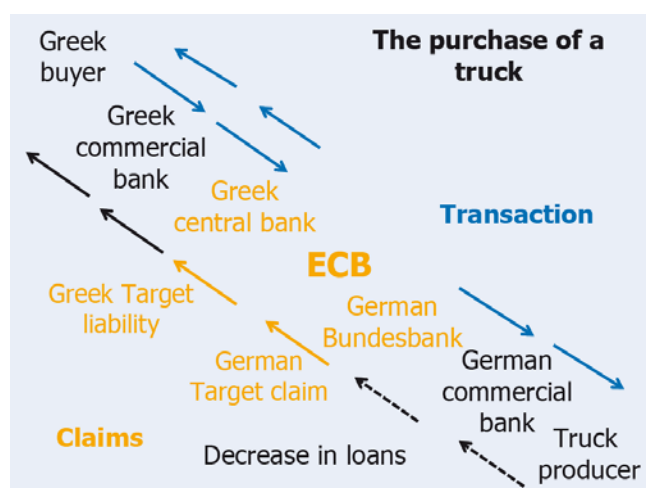 The purchase of a
truck
Greek
buyer
Greek
commercial
bank
Greek
central bank
Transaction
ECB
Greek Target
liability
German
Bundesbank
German
Target claim
German
commercial
bank
Claims
Decrease in loans
Truck
producer